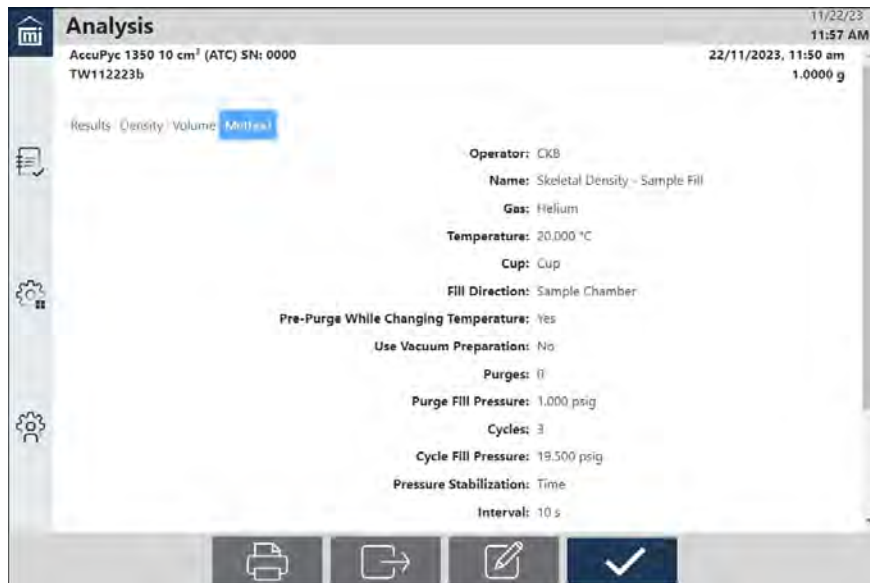 mi
Analysis
11/22/23
11:57 AM
AccuPyc 1350 10 cm³ (ATC) SN: 0000
22/11/2023, 11:50 am
TW112223b
1.0000 g
Results Density Volume Method
Operator: CKB
Name: Skeletal Density - Sample Fill
Gas: Helium
Temperature: 20.000 °C
Cup: Cup
Fill Direction: Sample Chamber
Pre-Purge While Changing Temperature: Yes
Use Vacuum Preparation: No
Purges: 0
Purge Fill Pressure: 1.000 psig
Cycles: 3
Cycle Fill Pressure: 19.500 psig
Pressure Stabilization: Time
Interval: 10 s